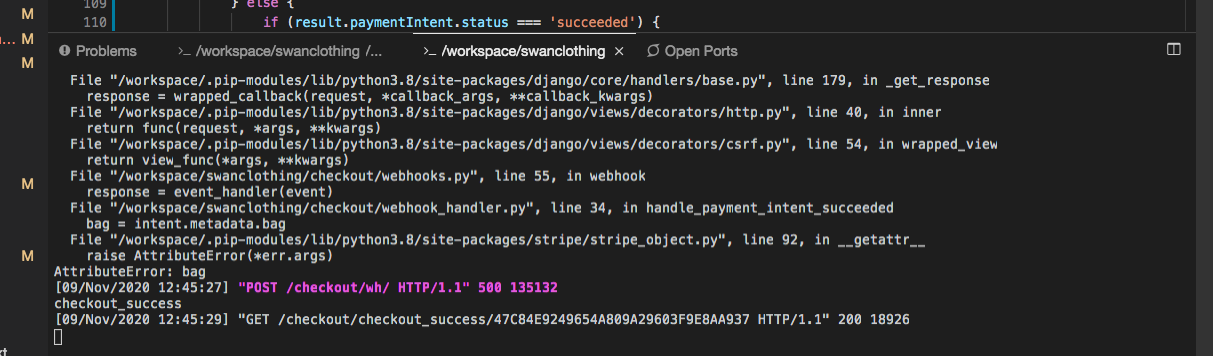 M
109 } else {
110 if (result.paymentIntent.status === 'succeeded') {
M
M
Problems >_ /workspace/swanclothing /... >_ /workspace/swanclothing × Open Ports
File "/workspace/.pip-modules/lib/python3.8/site-packages/django/core/handlers/base.py", line 179, in _get_response
response = wrapped_callback(request, *callback_args, **callback_kwargs)
File "/workspace/.pip-modules/lib/python3.8/site-packages/django/views/decorators/http.py", line 40, in inner
return func(request, *args, **kwargs)
File "/workspace/.pip-modules/lib/python3.8/site-packages/django/views/decorators/csrf.py", line 54, in wrapped_view
return view_func(*args, **kwargs)
File "/workspace/swanclothing/checkout/webhooks.py", line 55, in webhook
M
response = event_handler(event)
File "/workspace/swanclothing/checkout/webhook_handler.py", line 34, in handle_payment_intent_succeeded
bag = intent.metadata.bag
File "/workspace/.pip-modules/lib/python3.8/site-packages/stripe/stripe_object.py", line 92, in __getattr__
M
raise AttributeError(*err.args)
AttributeError: bag
[09/Nov/2020 12:45:27] "POST /checkout/wh/ HTTP/1.1" 500 135132
checkout_success
[09/Nov/2020 12:45:29] "GET /checkout/checkout_success/47C84E9249654A809A29603F9E8AA937 HTTP/1.1" 200 18926